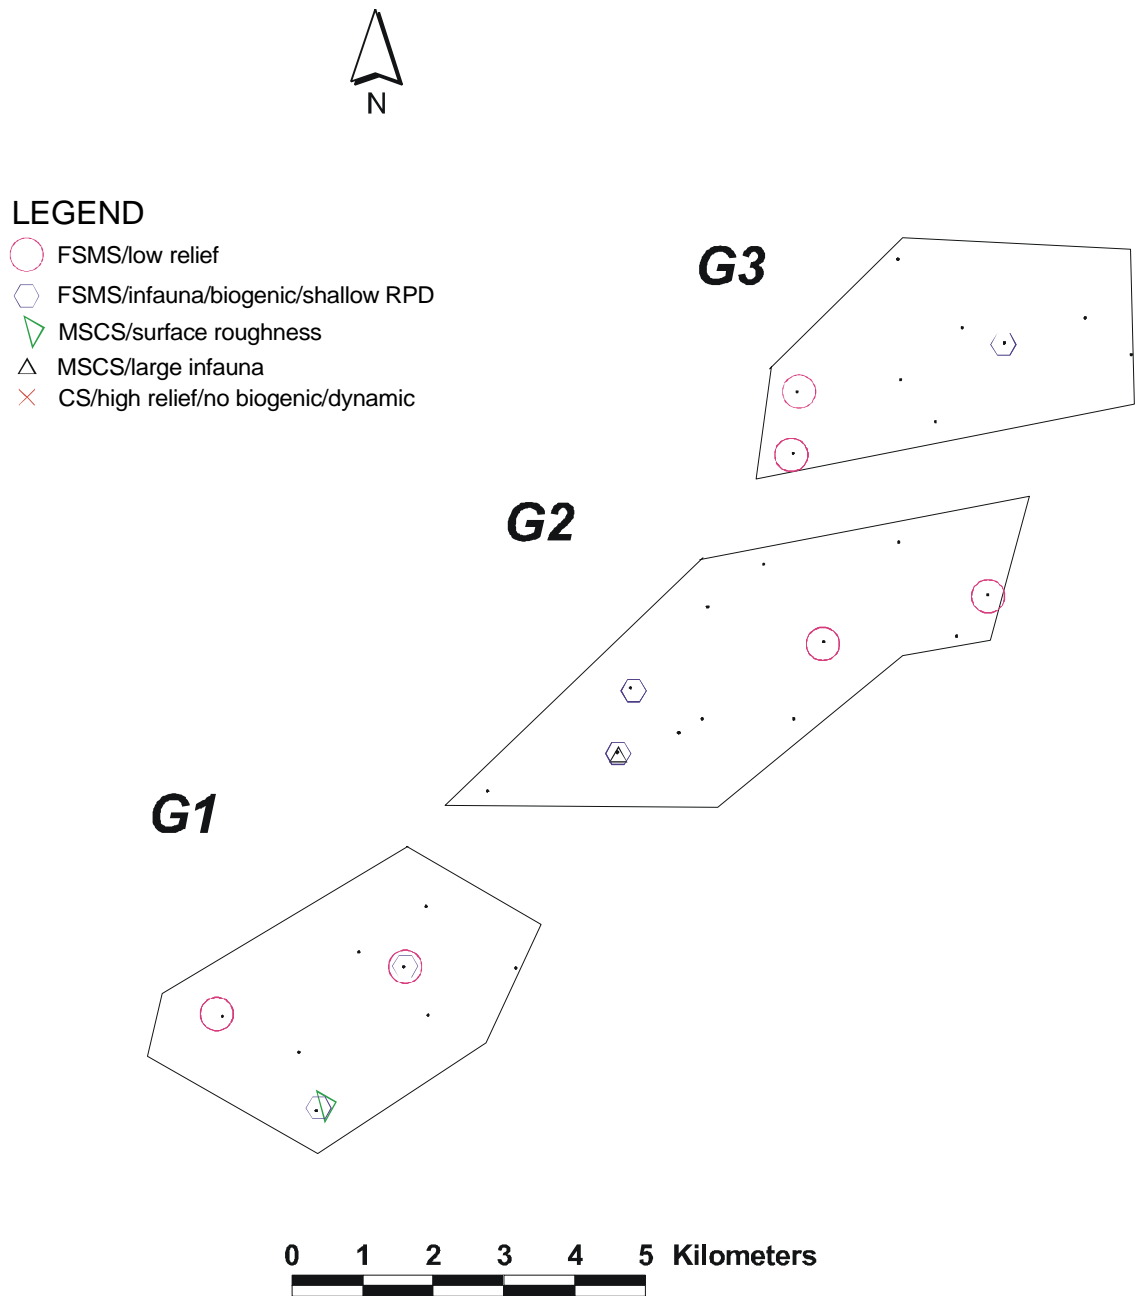 N
LEGEND
FSMS/low relief
FSMS/infauna/biogenic/shallow RPD
MSCS/surface roughness
MSCS/large infauna
CS/high relief/no biogenic/dynamic
G3
G2
G1
0 1 2 3 4 5 Kilometers